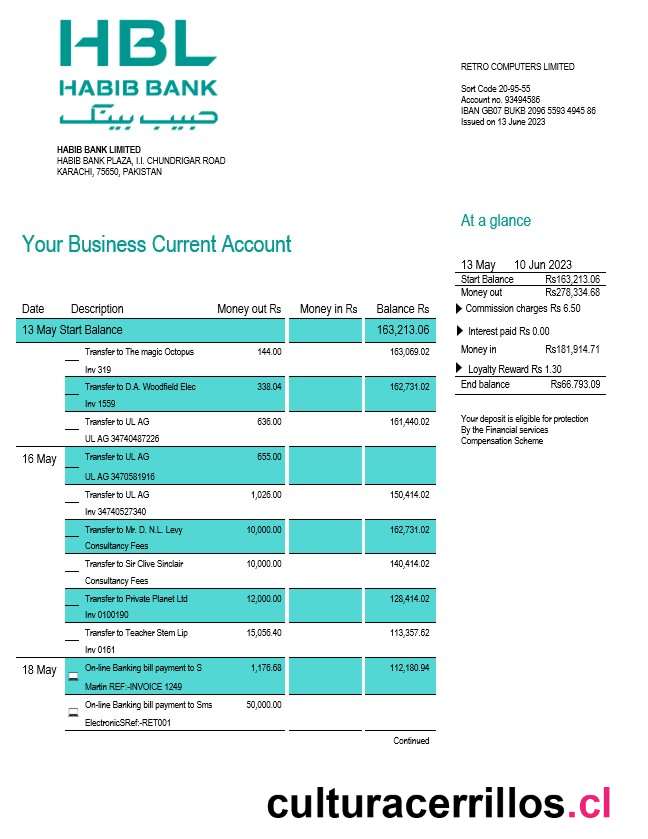 HBL
HABIB BANK
حبیب بینک
HABIB BANK LIMITED
HABIB BANK PLAZA, I.I. CHUNDRIGAR ROAD
KARACHI, 75650, PAKISTAN
RETRO COMPUTERS LIMITED
Sort Code 20-95-55
Account no. 93494586
IBAN GB07 BUKB 2096 5593 4945 86
Issued on 13 June 2023
At a glance
13 May 10 Jun 2023
Start Balance Rs163,213.06
Money out Rs278,334.68
Commission charges Rs 6.50
Interest paid Rs 0.00
Money in Rs181,914.71
Loyalty Reward Rs 1.30
End balance Rs66.793.09
Your deposit is eligible for protection
By the Financial services
Compensation Scheme
Your Business Current Account
Date Description Money out Rs Money in Rs Balance Rs
13 May Start Balance 163,213.06
Transfer to The magic Octopus 144.00 163,069.02
Inv 319
Transfer to D.A. Woodfield Elec 338.04 162,731.02
Inv 1559
Transfer to UL AG 636.00 161,440.02
UL AG 34740487226
16 May Transfer to UL AG 655.00
UL AG 3470581916
Transfer to UL AG 1,026.00 150,414.02
Inv 34740527340
Transfer to Mr. D. N.L. Levy 10,000.00 162,731.02
Consultancy Fees
Transfer to Sir Clive Sinclair 10,000.00 140,414.02
Consultancy Fees
Transfer to Private Planet Ltd 12,000.00 128,414.02
Inv 0100190
Transfer to Teacher Stern Lip 15,056.40 113,357.62
Inv 0161
18 May On-line Banking bill payment to S 1,176.68 112,180.94
Martin REF:-INVOICE 1249
On-line Banking bill payment to Sms 50,000.00
ElectronicSRef:-RET001
Continued
culturacerrillos.cl